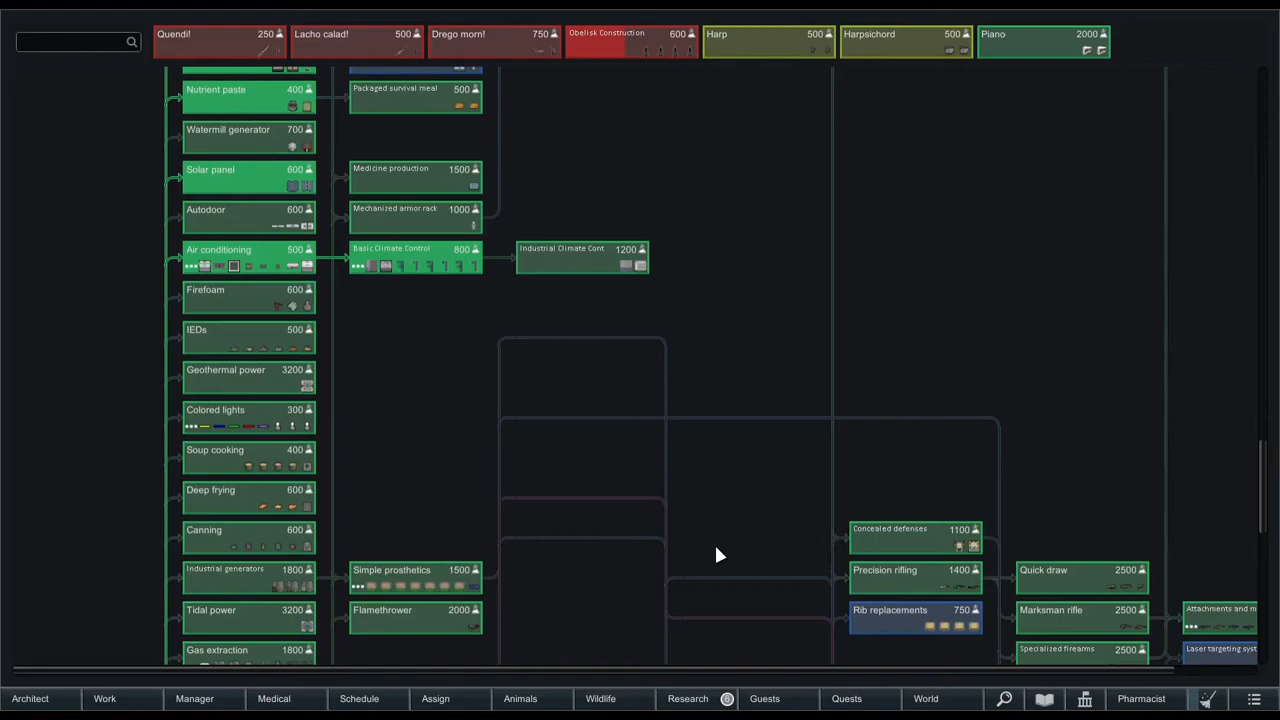 Quendi! 250
Lacho calad! 500
Drego morn! 750
Obelisk Construction 600
Harp 500
Harpsichord 500
Piano 2000
Nutrient paste 400
Packaged survival meal 500
Watermill generator 700
Solar panel 600
Medicine production 1500
Autodoor 600
Mechanized armor rack 1000
Air conditioning 500
Basic Climate Control 800
Industrial Climate Cont 1200
Firefoam 600
IEDs 500
Geothermal power 3200
Colored lights 300
Soup cooking 400
Deep frying 600
Canning 600
Concealed defenses 1100
Industrial generators 1800
Simple prosthetics 1500
Precision rifling 1400
Quick draw 2500
Tidal power 3200
Flamethrower 2000
Rib replacements 750
Marksman rifle 2500
Attachments and m
Gas extraction 1800
Specialized firearms 2500
Laser targeting syst
Architect
Work
Manager
Medical
Schedule
Assign
Animals
Wildlife
Research 6
Guests
Quests
World
Pharmacist